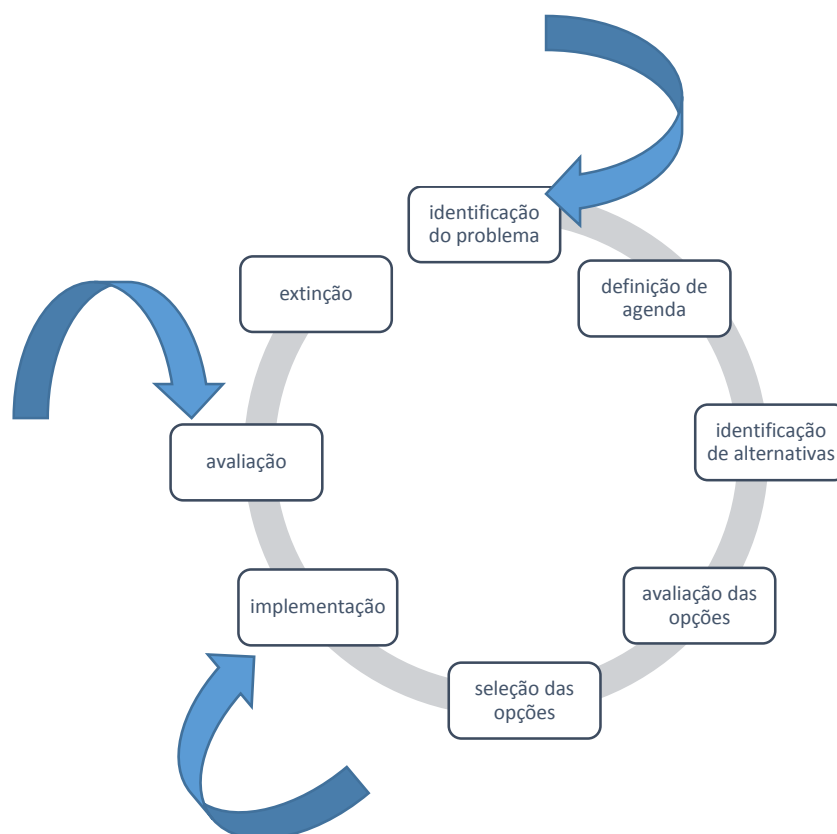 identificação
do problema
definição de
agenda
identificação
de alternativas
avaliação das
opções
seleção das
opções
implementação
avaliação
extinção